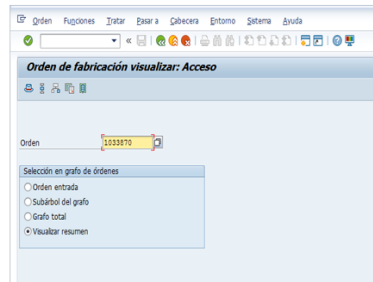 Orden Funciones Tratar Pasar a Cabecera Entorno Sistema Ayuda
Orden de fabricación visualizar: Acceso
Orden 1033870
Selección en grafo de órdenes
Orden entrada
Subárbol del grafo
Grafo total
Visualizar resumen